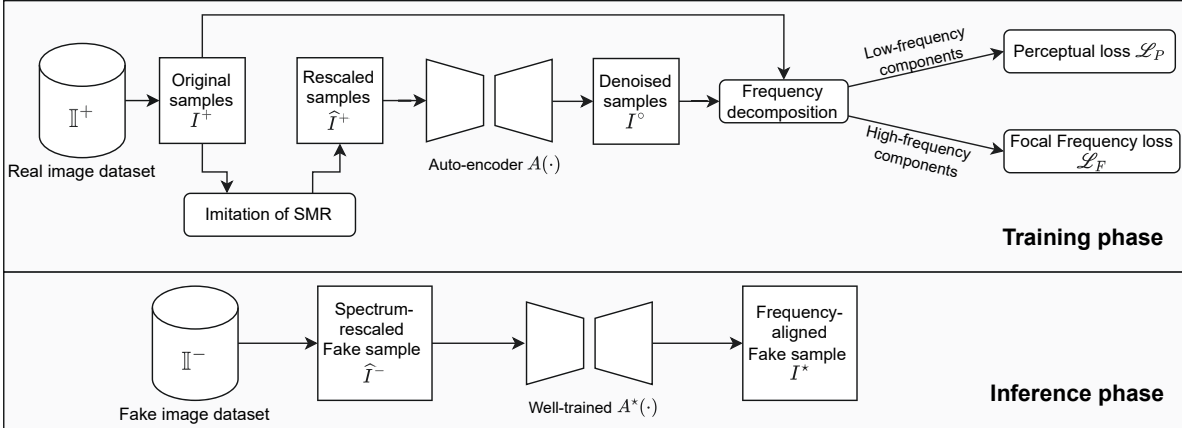 𝕀⁺
Real image dataset
Original
samples
I⁺
Imitation of SMR
Rescaled
samples
Î⁺
Auto-encoder A(·)
Denoised
samples
I°
Frequency
decomposition
Low-frequency
components
High-frequency
components
Perceptual loss ℒ_P
Focal Frequency loss
ℒ_F
Training phase
𝕀⁻
Fake image dataset
Spectrum-
rescaled
Fake sample
Î⁻
Well-trained A⋆(·)
Frequency-
aligned
Fake sample
I⋆
Inference phase